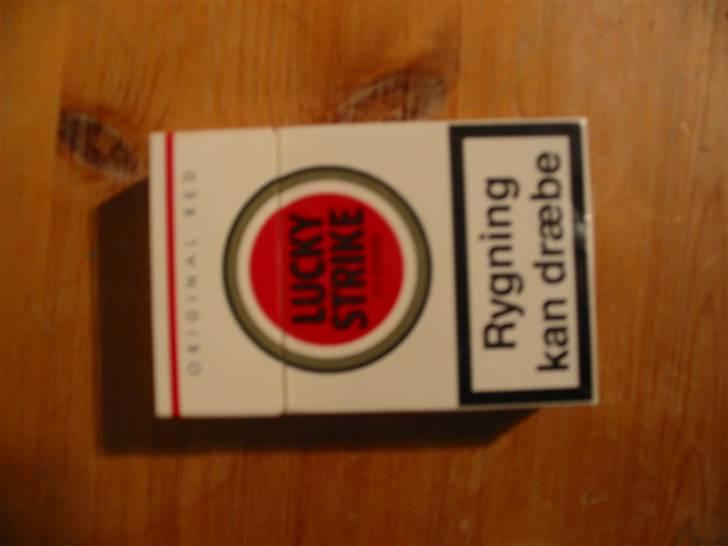 ORIGINAL RED
LUCKY
STRIKE
Rygning
kan dræbe